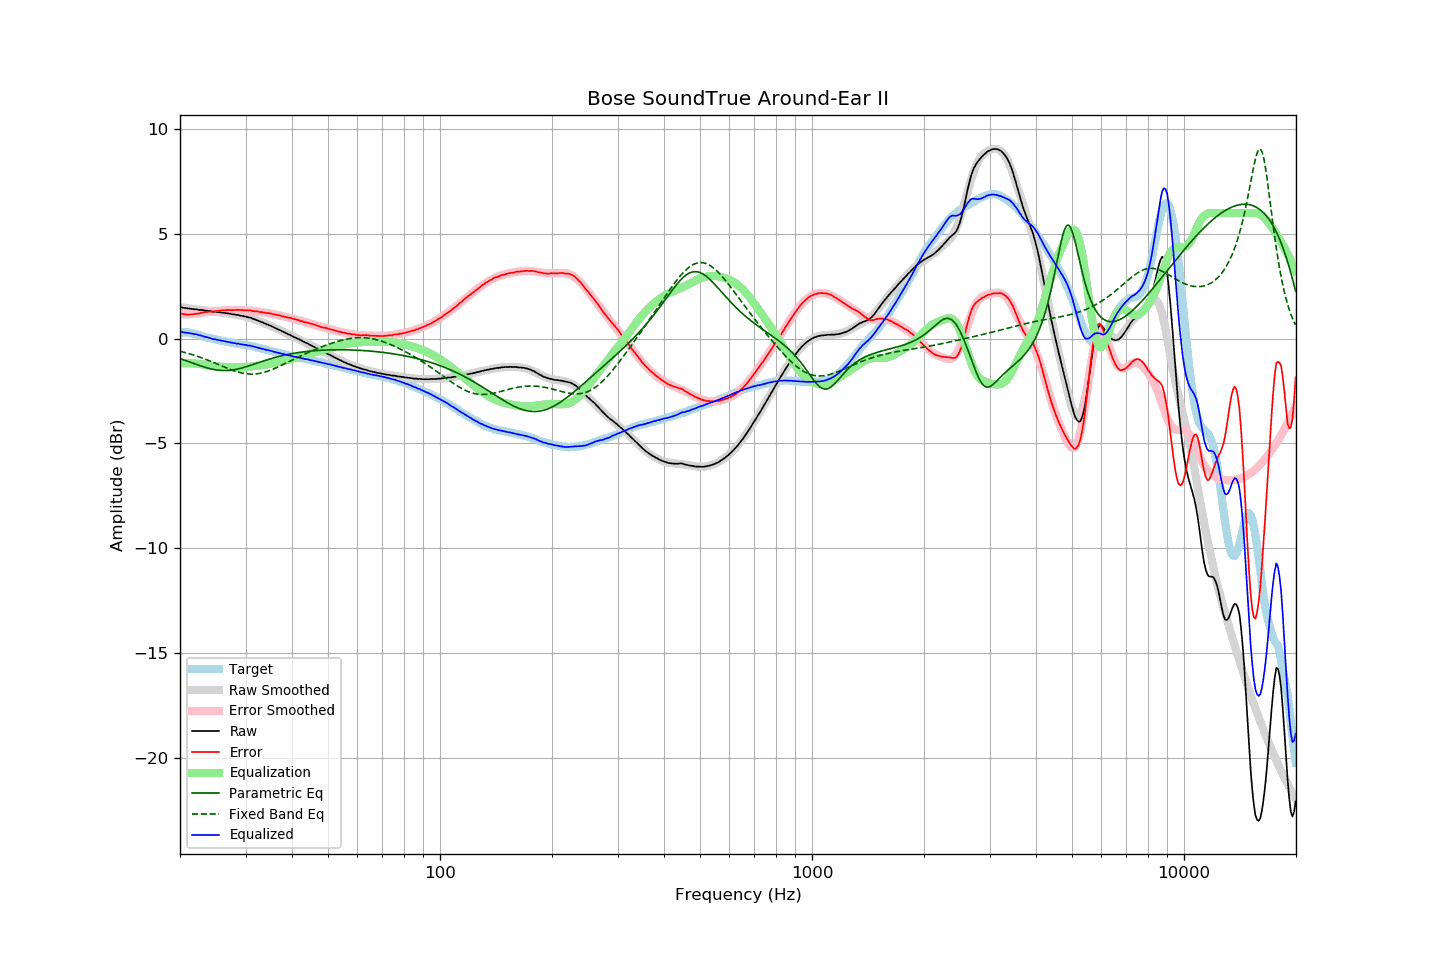 Bose SoundTrue Around-Ear II
Amplitude (dBr)
10
5
0
−5
−10
−15
−20
Target
Raw Smoothed
Error Smoothed
Raw
Error
Equalization
Parametric Eq
Fixed Band Eq
Equalized
100
1000
10000
Frequency (Hz)